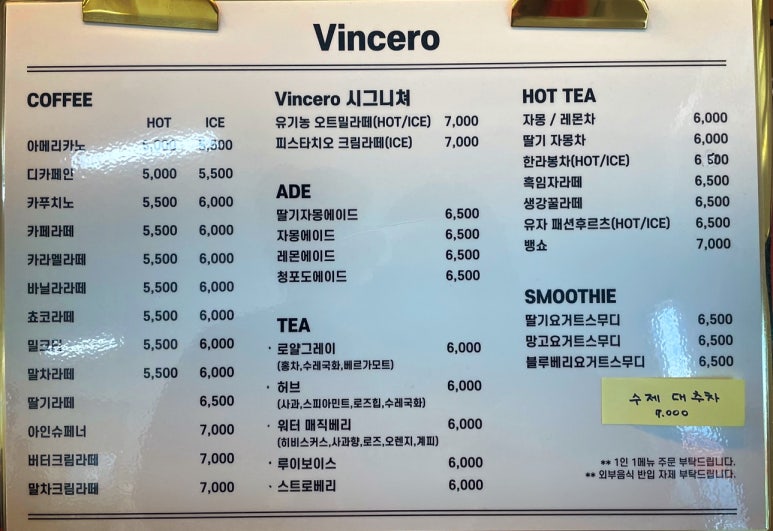 Vincero
COFFEE
HOT ICE
아메리카노 5,000 5,500
디카페인 5,000 5,500
카푸치노 5,500 6,000
카페라떼 5,500 6,000
카라멜라떼 5,500 6,000
바닐라라떼 5,500 6,000
쵸코라떼 5,500 6,000
밀크티 5,500 6,000
말차라떼 5,500 6,000
딸기라떼 6,500
아인슈페너 7,000
버터크림라떼 7,000
말차크림라떼 7,000
Vincero 시그니쳐
유기농 오트밀라떼(HOT/ICE) 7,000
피스타치오 크림라떼(ICE) 7,000
ADE
딸기자몽에이드 6,500
자몽에이드 6,500
레몬에이드 6,500
청포도에이드 6,500
TEA
· 로얄그레이 6,000
(홍차,수레국화,베르가모트)
· 허브 6,000
(사과,스피아민트,로즈힙,수레국화)
· 워터 매직베리 6,000
(히비스커스,사과향,로즈,오렌지,계피)
· 루이보이스 6,000
· 스트로베리 6,000
HOT TEA
자몽 / 레몬차 6,000
딸기 자몽차 6,000
한라봉차(HOT/ICE) 6,500
흑임자라떼 6,500
생강꿀라떼 6,500
유자 패션후르츠(HOT/ICE) 6,500
뱅쇼 7,000
SMOOTHIE
딸기요거트스무디 6,500
망고요거트스무디 6,500
블루베리요거트스무디 6,500
수제 대추차
7.000
** 1인 1메뉴 주문 부탁드립니다.
** 외부음식 반입 자제 부탁드립니다.